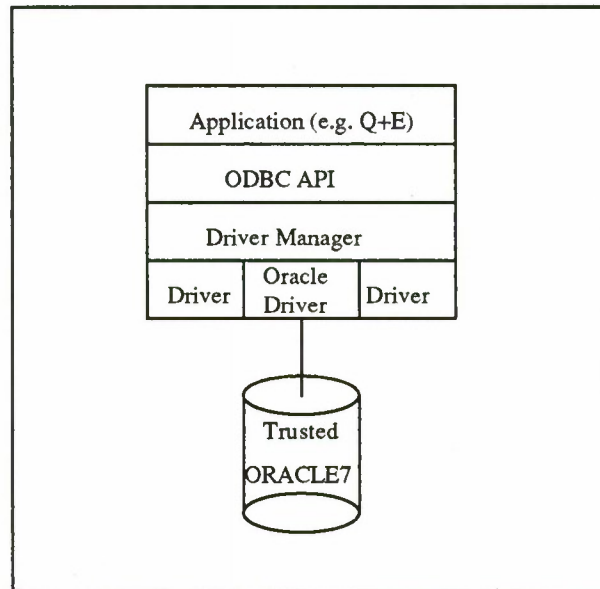 Application (e.g. Q+E)
ODBC API
Driver Manager
Driver
Oracle
Driver
Driver
Trusted
ORACLE7